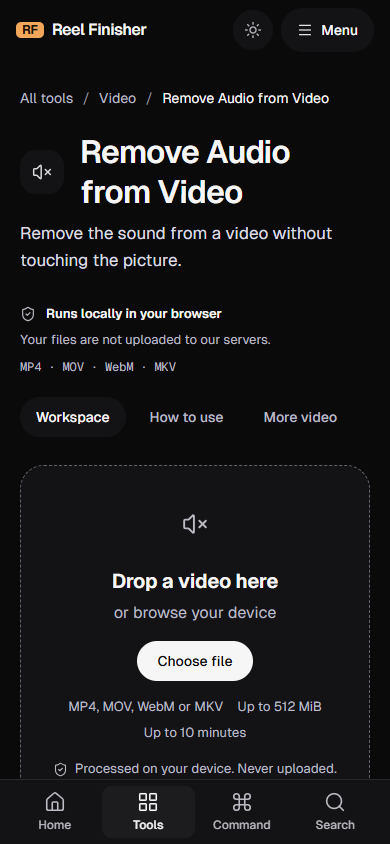 RF Reel Finisher Menu
All tools / Video / Remove Audio from Video
Remove Audio
from Video
Remove the sound from a video without
touching the picture.
Runs locally in your browser
Your files are not uploaded to our servers.
MP4 · MOV · WebM · MKV
Workspace How to use More video
Drop a video here
or browse your device
Choose file
MP4, MOV, WebM or MKV Up to 512 MiB
Up to 10 minutes
Processed on your device. Never uploaded.
Home Tools Command Search